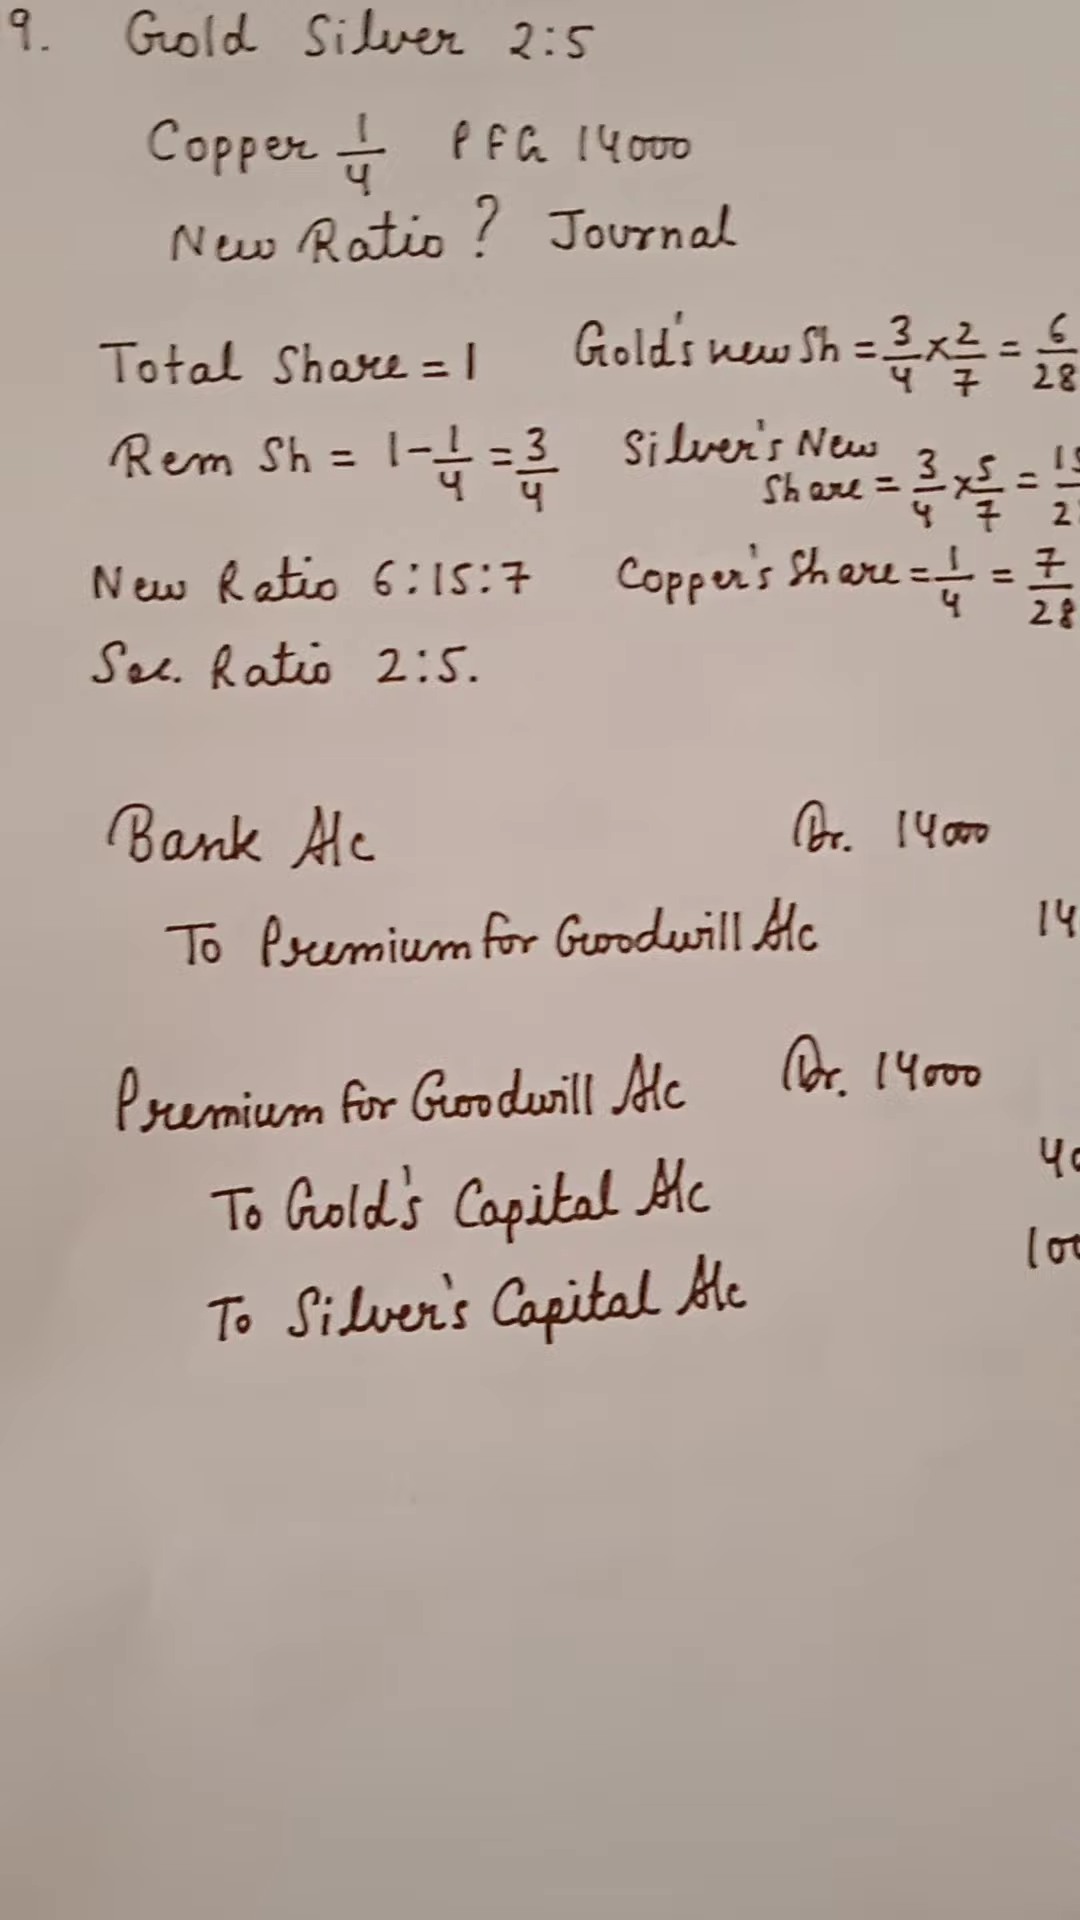 9. Gold Silver 2:5
Copper 1/4 PFG 14000
New Ratio? Journal
Total Share = 1 Gold's new Sh = 3/4 x 2/7 = 6/28
Rem Sh = 1 - 1/4 = 3/4 Silver's New
Share = 3/4 x 5/7 =
New Ratio 6:15:7 Copper's Share = 1/4 = 7/28
Sac. Ratio 2:5.
Bank A/c Dr. 14000
To Premium for Goodwill A/c 14
Premium for Goodwill A/c Dr. 14000
To Gold's Capital A/c
To Silver's Capital A/c